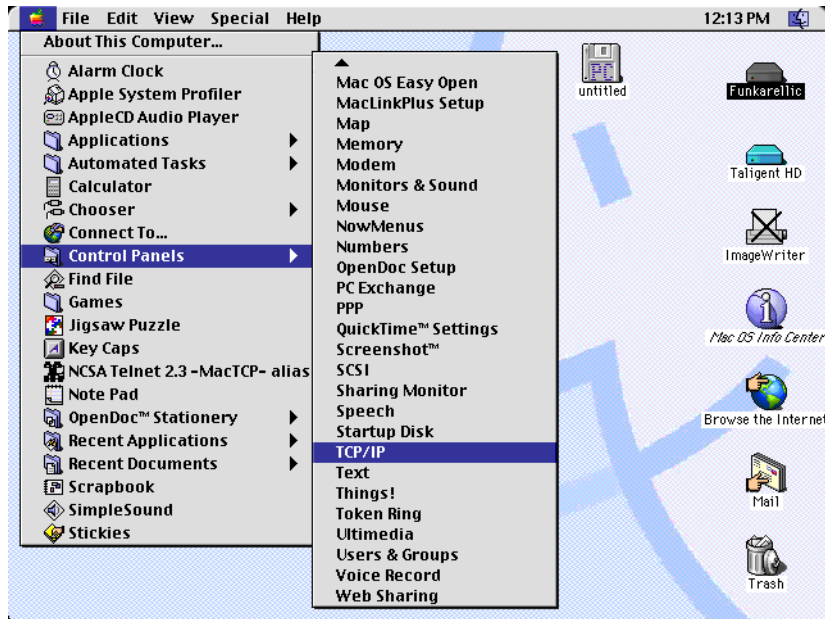 File Edit View Special Help
12:13 PM
About This Computer...
Alarm Clock
Apple System Profiler
AppleCD Audio Player
Applications
Automated Tasks
Calculator
Chooser
Connect To...
Control Panels
Find File
Games
Jigsaw Puzzle
Key Caps
NCSA Telnet 2.3 -MacTCP- alias
Note Pad
OpenDoc™ Stationery
Recent Applications
Recent Documents
Scrapbook
SimpleSound
Stickies
Mac OS Easy Open
MacLinkPlus Setup
Map
Memory
Modem
Monitors & Sound
Mouse
NowMenus
Numbers
OpenDoc Setup
PC Exchange
PPP
QuickTime™ Settings
Screenshot™
SCSI
Sharing Monitor
Speech
Startup Disk
TCP/IP
Text
Things!
Token Ring
Ultimedia
Users & Groups
Voice Record
Web Sharing
PC
untitled
Funkarellic
Taligent HD
ImageWriter
Mac OS Info Center
Browse the Internet
Mail
Trash